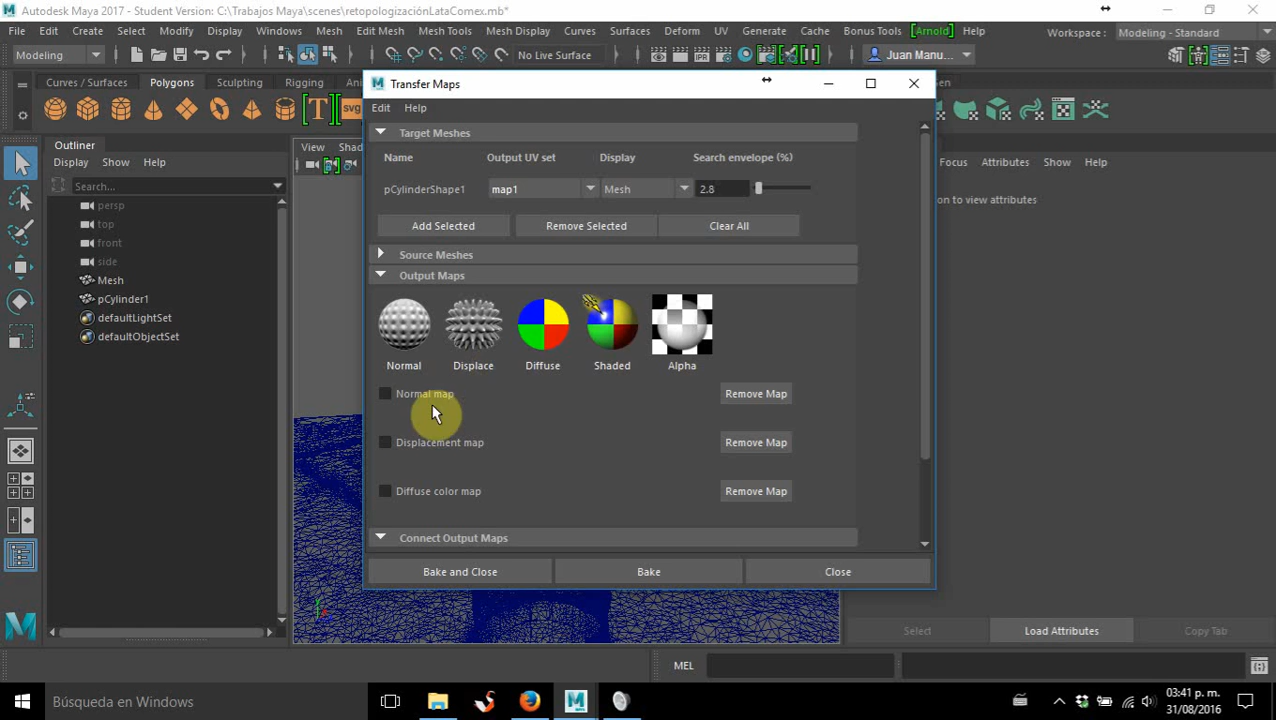 Autodesk Maya 2017 - Student Version: C:\Trabajos Maya\scenes\retopologizaciónLataComex.mb*
File Edit Create Select Modify Display Windows Mesh Edit Mesh Mesh Tools Mesh Display Curves Surfaces Deform UV Generate Cache Bonus Tools [Arnold] Help Workspace : Modeling - Standard
Modeling No Live Surface Juan Manu...
Curves / Surfaces Polygons Sculpting Rigging
T svg
Transfer Maps
Edit Help
Outliner
Display Show Help
Search...
persp
top
front
side
Mesh
pCylinder1
defaultLightSet
defaultObjectSet
View
Target Meshes
Name Output UV set Display Search envelope (%)
pCylinderShape1 map1 Mesh 2.8
Add Selected Remove Selected Clear All
Source Meshes
Output Maps
Normal Displace Diffuse Shaded Alpha
Normal map Remove Map
Displacement map Remove Map
Diffuse color map Remove Map
Connect Output Maps
Bake and Close Bake Close
Focus Attributes Show Help
on to view attributes
Select Load Attributes Copy Tab
MEL
Búsqueda en Windows
03:41 p. m.
31/08/2016